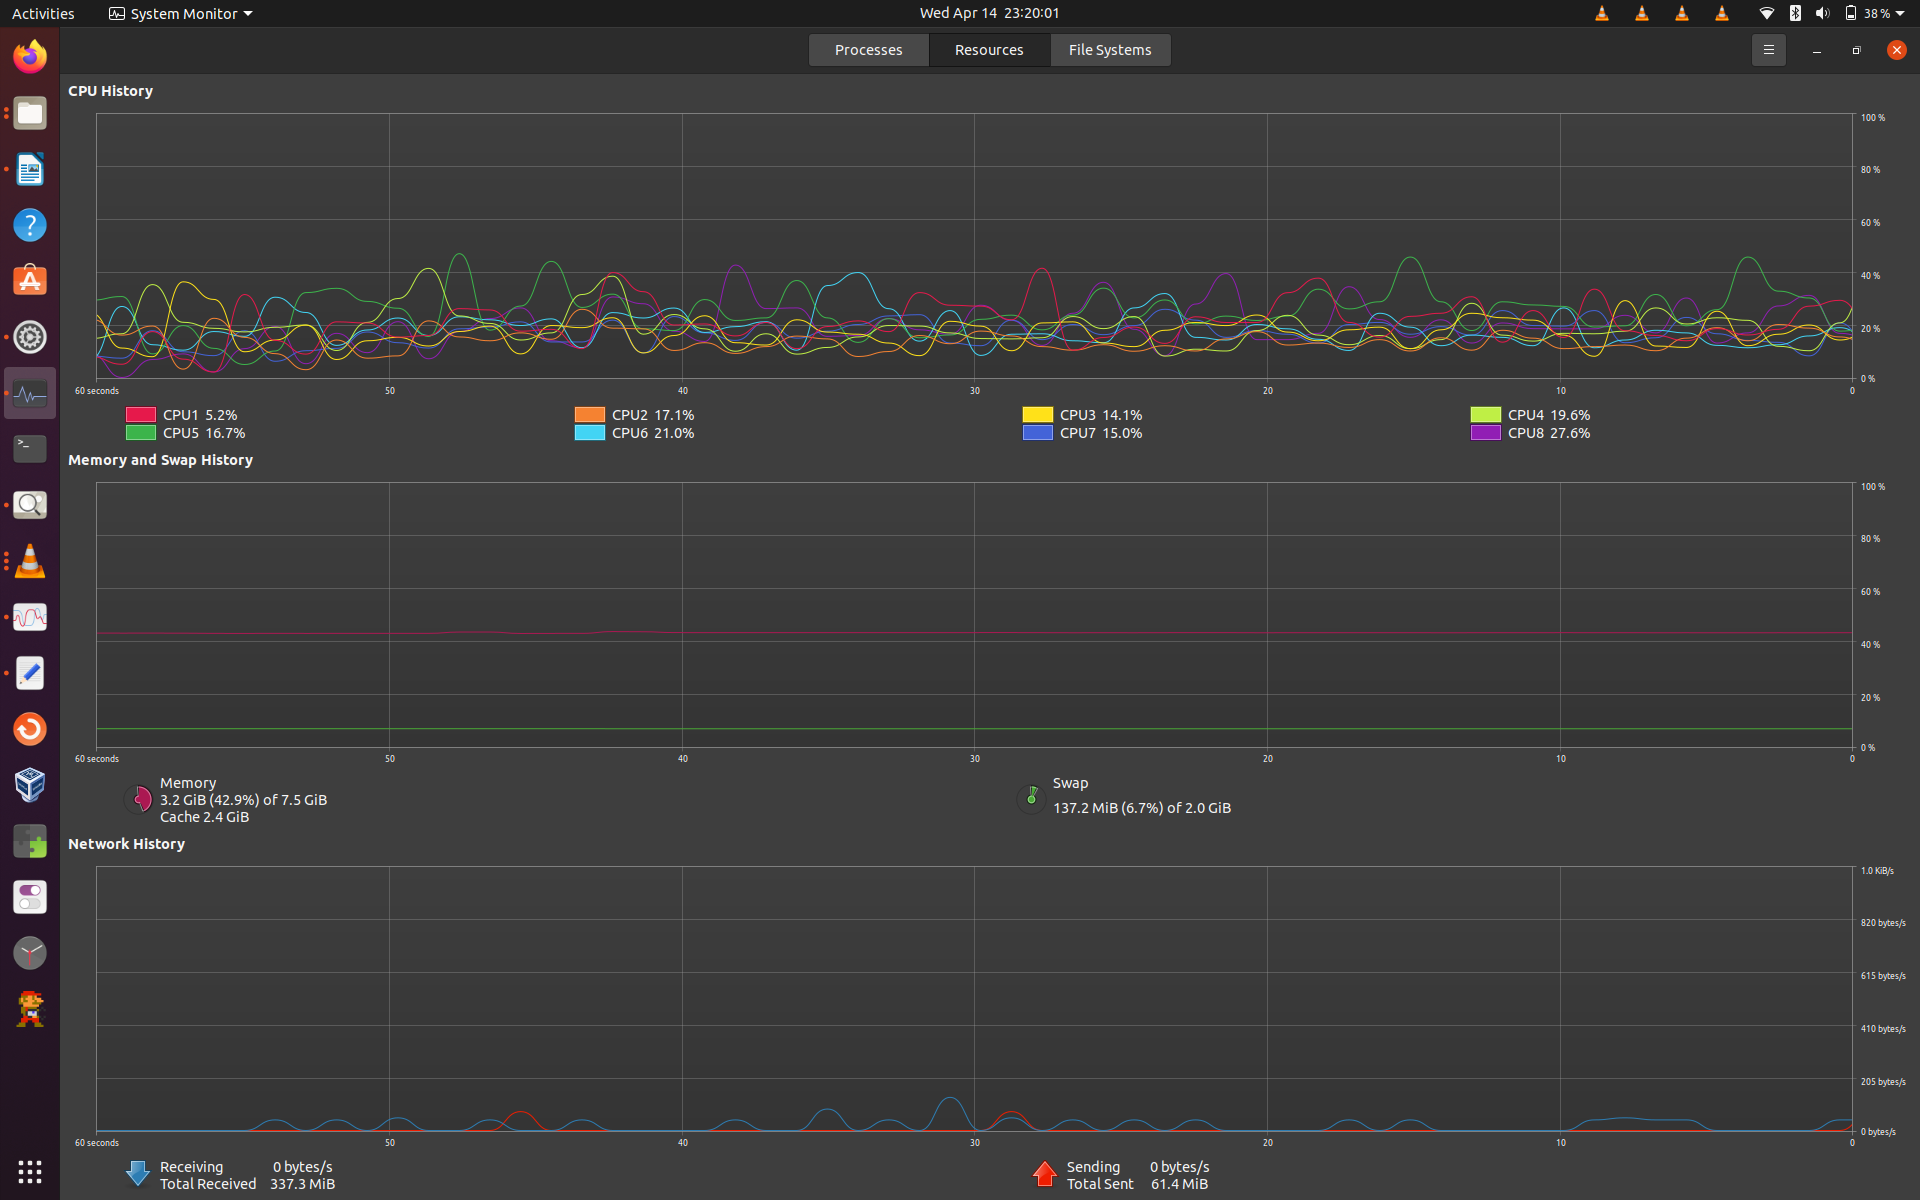 Activities
System Monitor
Wed Apr 14 23:20:01
38 %
Processes
Resources
File Systems
CPU History
100 %
80 %
60 %
40 %
20 %
0 %
60 seconds 50 40 30 20 10 0
CPU1 5.2% CPU2 17.1% CPU3 14.1% CPU4 19.6%
CPU5 16.7% CPU6 21.0% CPU7 15.0% CPU8 27.6%
Memory and Swap History
100 %
80 %
60 %
40 %
20 %
0 %
60 seconds 50 40 30 20 10 0
Memory
3.2 GiB (42.9%) of 7.5 GiB
Cache 2.4 GiB
Swap
137.2 MiB (6.7%) of 2.0 GiB
Network History
1.0 KiB/s
820 bytes/s
615 bytes/s
410 bytes/s
205 bytes/s
0 bytes/s
60 seconds 50 40 30 20 10 0
Receiving 0 bytes/s
Total Received 337.3 MiB
Sending 0 bytes/s
Total Sent 61.4 MiB